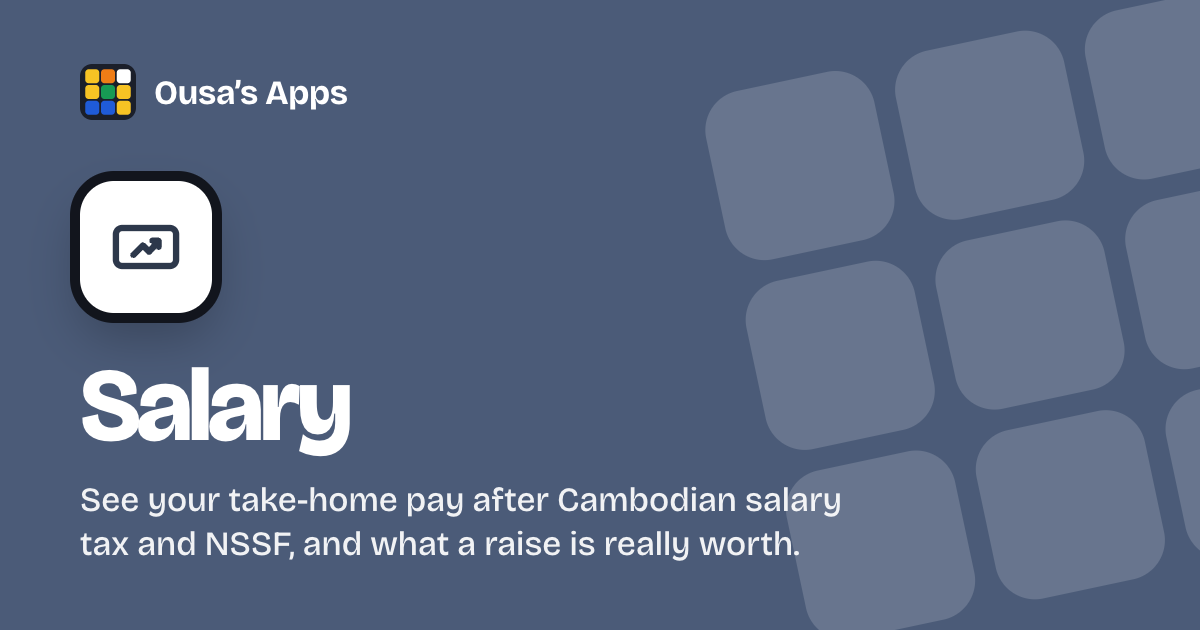 Ousa’s Apps
Salary
See your take-home pay after Cambodian salary
tax and NSSF, and what a raise is really worth.